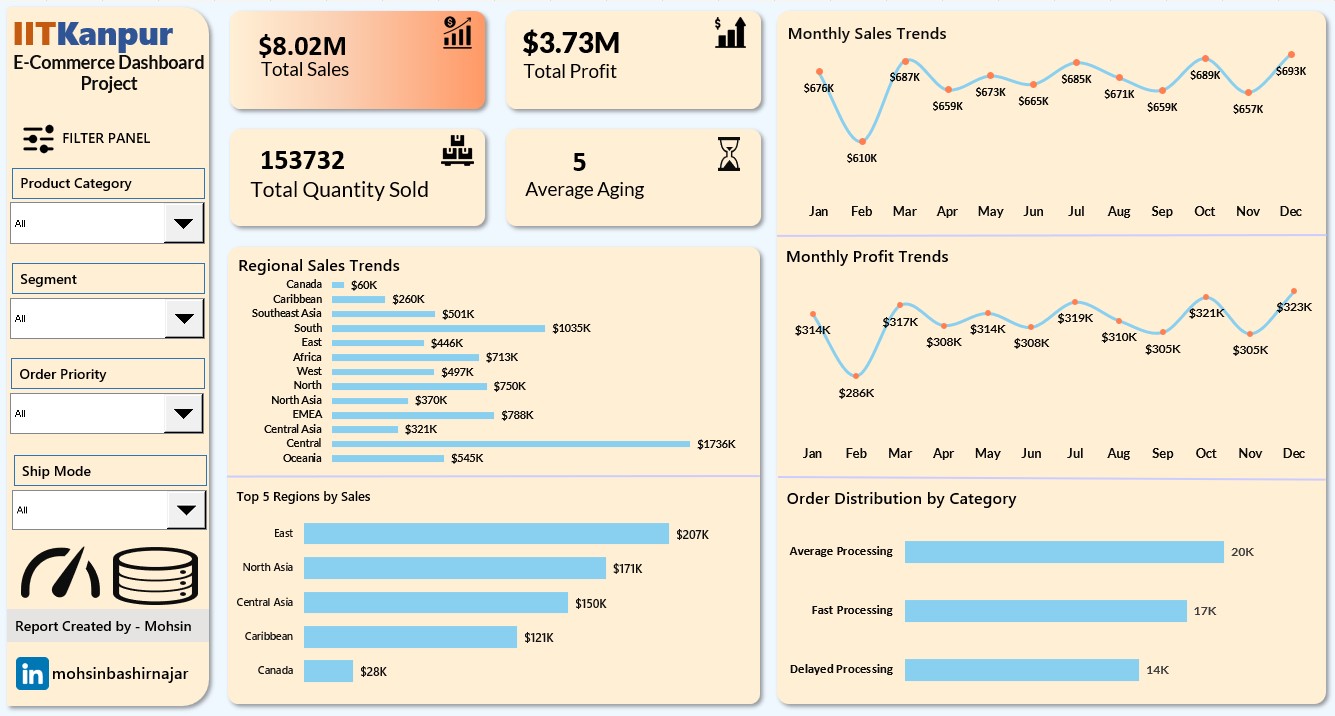 IITKanpur
E-Commerce Dashboard
Project
FILTER PANEL
Product Category
All
Segment
All
Order Priority
All
Ship Mode
All
Report Created by - Mohsin
in mohsinbashirnajar
$8.02M
Total Sales
$3.73M
Total Profit
153732
Total Quantity Sold
5
Average Aging
Regional Sales Trends
Canada $60K
Caribbean $260K
Southeast Asia $501K
South $1035K
East $446K
Africa $713K
West $497K
North $750K
North Asia $370K
EMEA $788K
Central Asia $321K
Central $1736K
Oceania $545K
Top 5 Regions by Sales
East $207K
North Asia $171K
Central Asia $150K
Caribbean $121K
Canada $28K
Monthly Sales Trends
$676K $610K $687K $659K $673K $665K $685K $671K $659K $689K $657K $693K
Jan Feb Mar Apr May Jun Jul Aug Sep Oct Nov Dec
Monthly Profit Trends
$314K $286K $317K $308K $314K $308K $319K $310K $305K $321K $305K $323K
Jan Feb Mar Apr May Jun Jul Aug Sep Oct Nov Dec
Order Distribution by Category
Average Processing 20K
Fast Processing 17K
Delayed Processing 14K